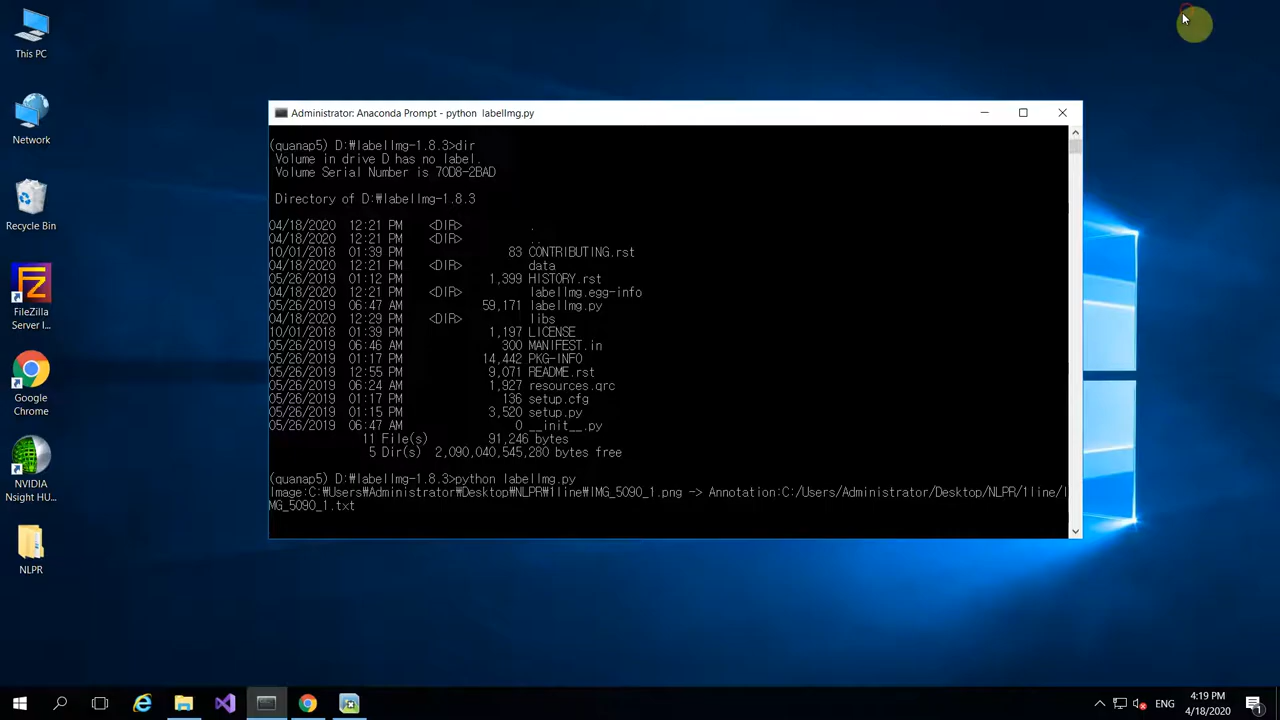 This PC
Network
Recycle Bin
FileZilla
Server I...
Google
Chrome
NVIDIA
Nsight HU...
NLPR
Administrator: Anaconda Prompt - python  labelImg.py
(quanap5) D:₩labelImg-1.8.3>dir
Volume in drive D has no label.
Volume Serial Number is 70D8-2BAD
Directory of D:₩labelImg-1.8.3
04/18/2020  12:21 PM    <DIR>          .
04/18/2020  12:21 PM    <DIR>          ..
10/01/2018  01:39 PM                83 CONTRIBUTING.rst
04/18/2020  12:21 PM    <DIR>          data
05/26/2019  01:12 PM             1,399 HISTORY.rst
04/18/2020  12:21 PM    <DIR>          labelImg.egg-info
05/26/2019  06:47 AM            59,171 labelImg.py
04/18/2020  12:29 PM    <DIR>          libs
10/01/2018  01:39 PM             1,197 LICENSE
05/26/2019  06:46 AM               300 MANIFEST.in
05/26/2019  01:17 PM            14,442 PKG-INFO
05/26/2019  12:55 PM             9,071 README.rst
05/26/2019  06:24 AM             1,927 resources.qrc
05/26/2019  01:17 PM               136 setup.cfg
05/26/2019  01:15 PM             3,520 setup.py
05/26/2019  06:47 AM                 0 __init__.py
11 File(s)         91,246 bytes
5 Dir(s)  2,090,040,545,280 bytes free
(quanap5) D:₩labelImg-1.8.3>python labelImg.py
Image:C:₩Users₩Administrator₩Desktop₩NLPR₩1line₩IMG_5090_1.png -> Annotation:C:/Users/Administrator/Desktop/NLPR/1line/I
MG_5090_1.txt
ENG
4:19 PM
4/18/2020
1